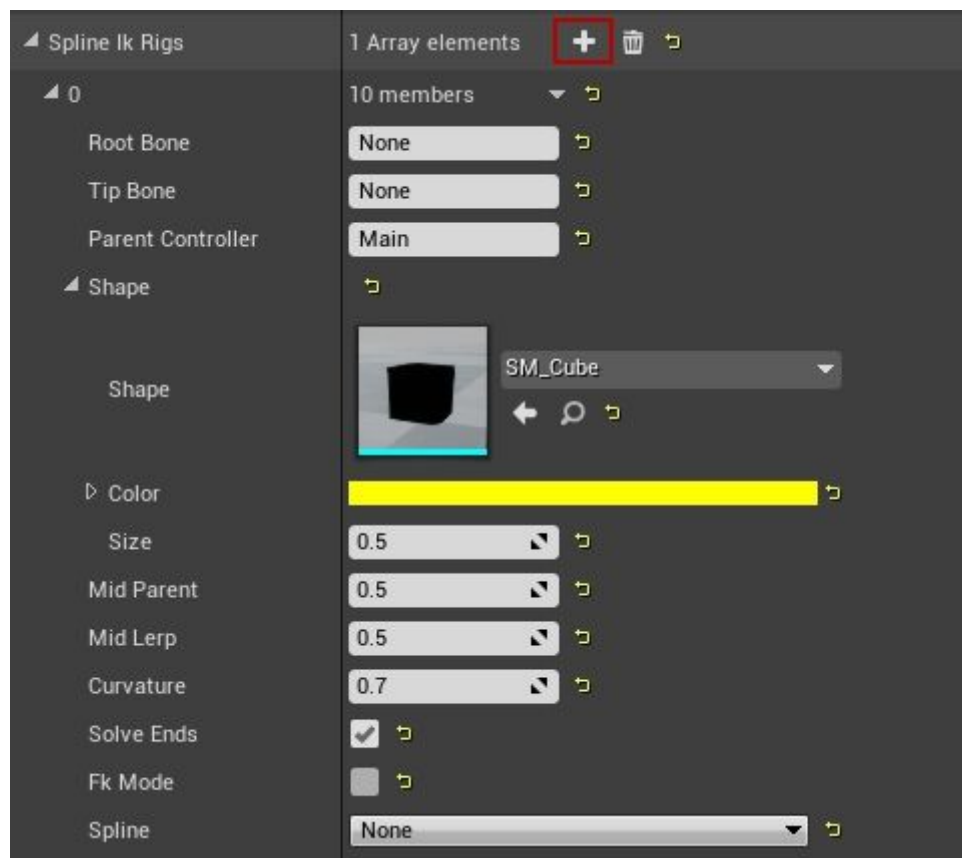 Spline Ik Rigs 1 Array elements
0 10 members
Root Bone None
Tip Bone None
Parent Controller Main
Shape
Shape SM_Cube
Color
Size 0.5
Mid Parent 0.5
Mid Lerp 0.5
Curvature 0.7
Solve Ends
Fk Mode
Spline None